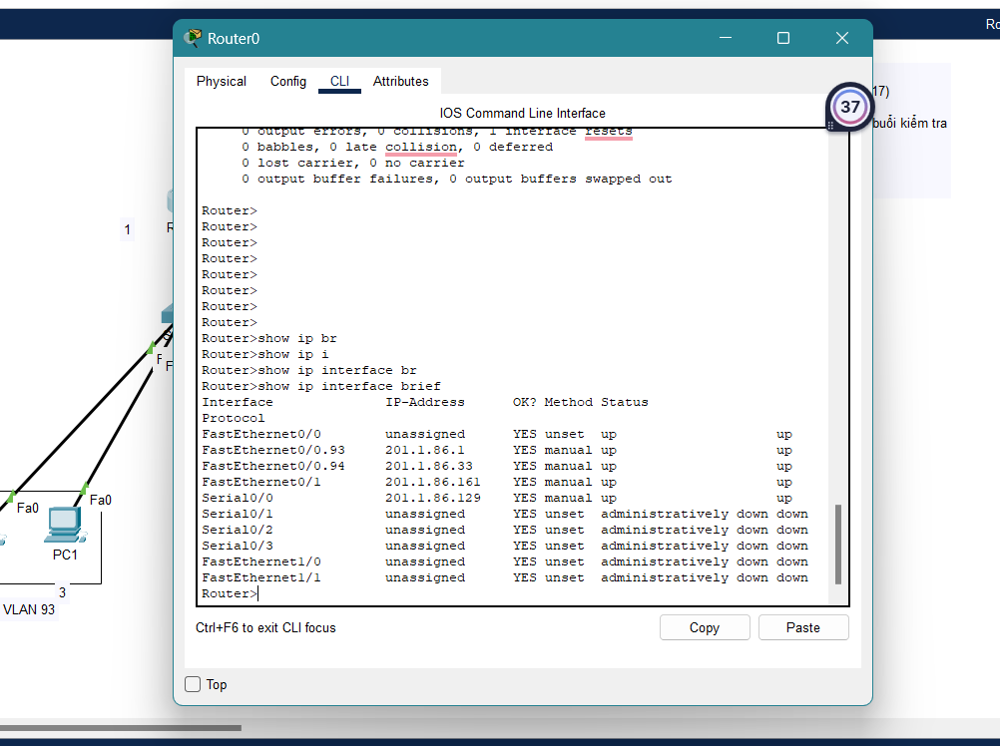 Ro
Router0
Physical Config CLI Attributes
IOS Command Line Interface
37
17)
buổi kiểm tra
0 output errors, 0 collisions, 1 interface resets
0 babbles, 0 late collision, 0 deferred
0 lost carrier, 0 no carrier
0 output buffer failures, 0 output buffers swapped out
Router>
Router>
Router>
Router>
Router>
Router>
Router>
Router>
Router>show ip br
Router>show ip i
Router>show ip interface br
Router>show ip interface brief
Interface IP-Address OK? Method Status
Protocol
FastEthernet0/0 unassigned YES unset up up
FastEthernet0/0.93 201.1.86.1 YES manual up up
FastEthernet0/0.94 201.1.86.33 YES manual up up
FastEthernet0/1 201.1.86.161 YES manual up up
Serial0/0 201.1.86.129 YES manual up up
Serial0/1 unassigned YES unset administratively down down
Serial0/2 unassigned YES unset administratively down down
Serial0/3 unassigned YES unset administratively down down
FastEthernet1/0 unassigned YES unset administratively down down
FastEthernet1/1 unassigned YES unset administratively down down
Router>
Ctrl+F6 to exit CLI focus
Copy Paste
Top
1
R
F
F
Fa0
Fa0
PC1
3
VLAN 93